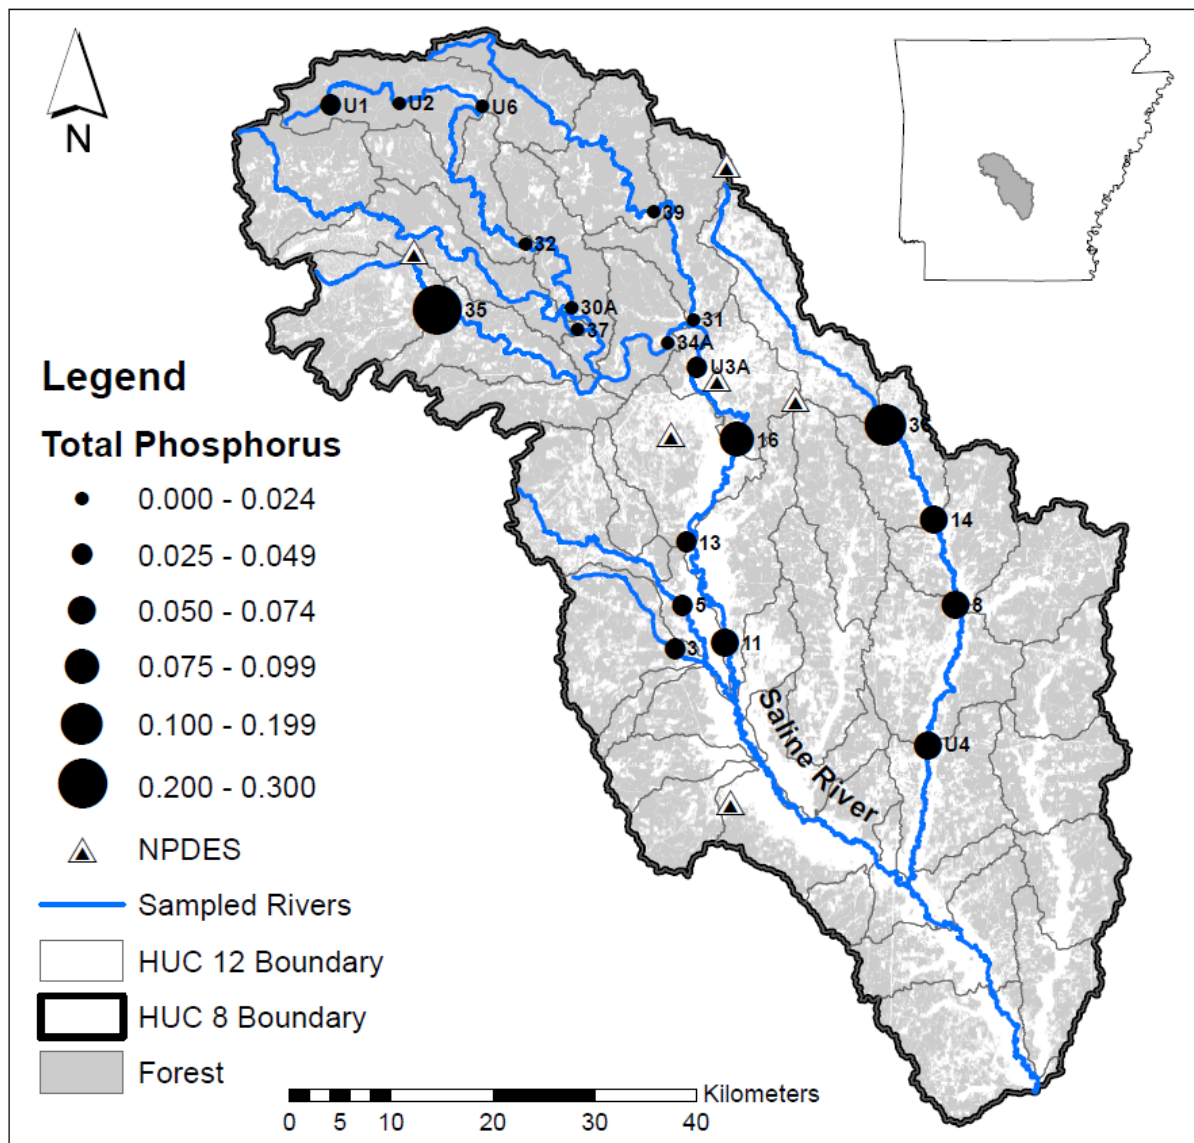 N
U1
U2
U6
39
32
30A
37
35
31
34A
U3A
36
16
14
13
8
5
11
3
U4
Saline River
Legend
Total Phosphorus
0.000 - 0.024
0.025 - 0.049
0.050 - 0.074
0.075 - 0.099
0.100 - 0.199
0.200 - 0.300
NPDES
Sampled Rivers
HUC 12 Boundary
HUC 8 Boundary
Forest
Kilometers
0 5 10 20 30 40